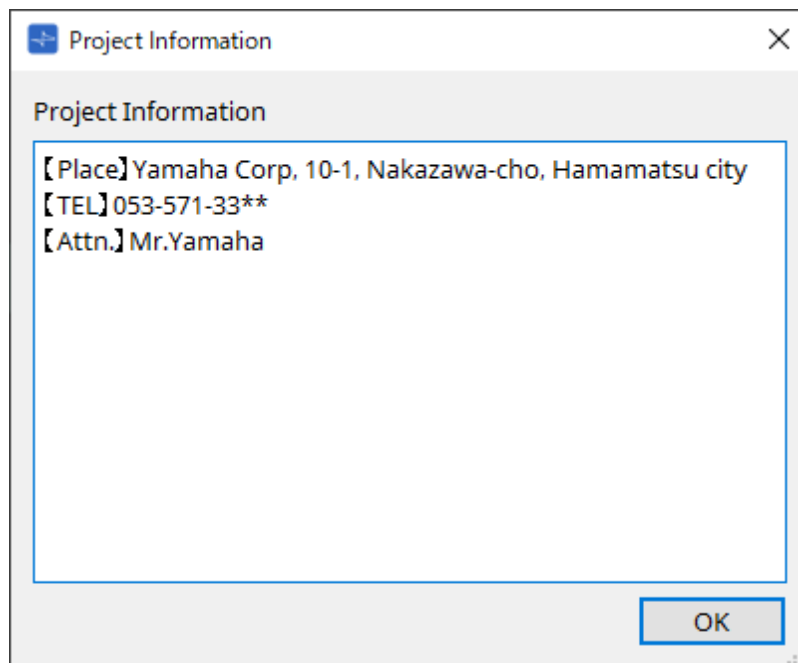 Project Information
Project Information
【Place】Yamaha Corp, 10-1, Nakazawa-cho, Hamamatsu city
【TEL】053-571-33**
【Attn.】Mr.Yamaha
OK